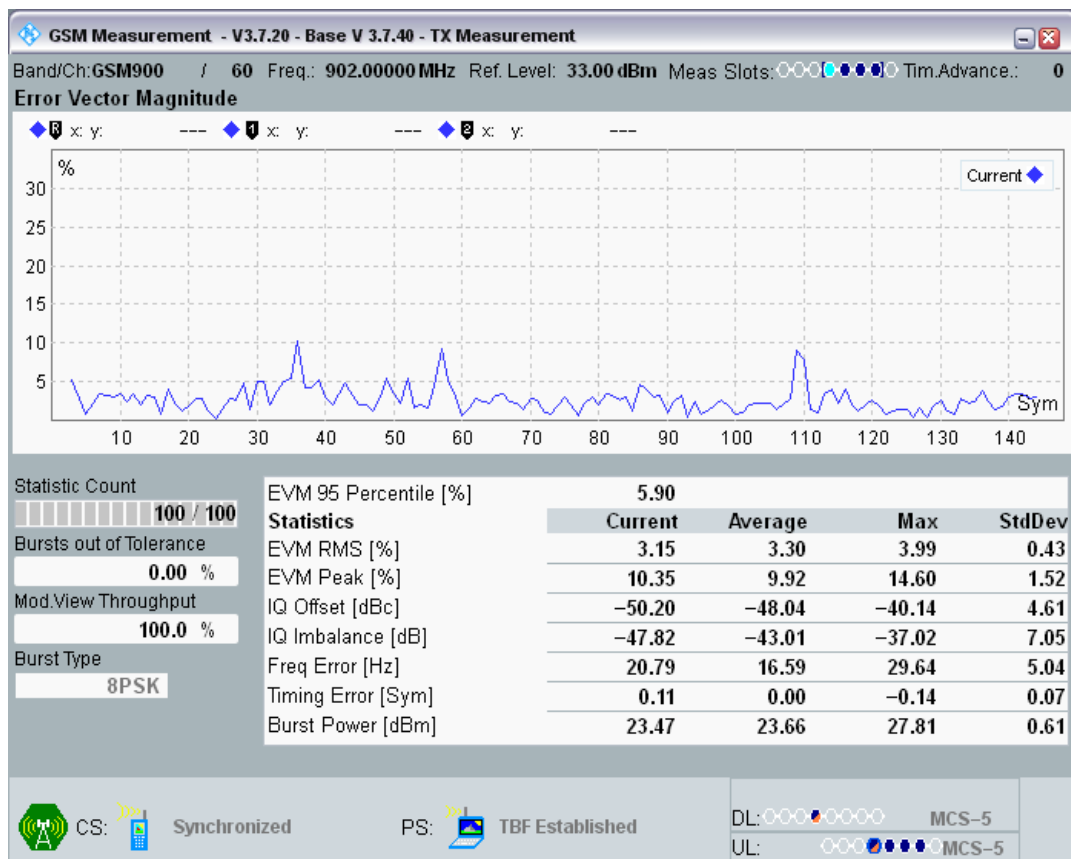 GSM Measurement - V3.7.20 - Base V 3.7.40 - TX Measurement
Band/Ch:GSM900 / 60 Freq.: 902.00000 MHz Ref. Level: 33.00 dBm Meas Slots: Tim.Advance.: 0
Error Vector Magnitude
R x: y: --- 1 x: y: --- 2 x: y: ---
%
Current
30
25
20
15
10
5
Sym
10 20 30 40 50 60 70 80 90 100 110 120 130 140
Statistic Count
100 / 100
Bursts out of Tolerance
0.00 %
Mod.View Throughput
100.0 %
Burst Type
8PSK
EVM 95 Percentile [%] 5.90
Statistics Current Average Max StdDev
EVM RMS [%] 3.15 3.30 3.99 0.43
EVM Peak [%] 10.35 9.92 14.60 1.52
IQ Offset [dBc] −50.20 −48.04 −40.14 4.61
IQ Imbalance [dB] −47.82 −43.01 −37.02 7.05
Freq Error [Hz] 20.79 16.59 29.64 5.04
Timing Error [Sym] 0.11 0.00 −0.14 0.07
Burst Power [dBm] 23.47 23.66 27.81 0.61
CS: Synchronized PS: TBF Established
DL: MCS−5
UL: MCS−5